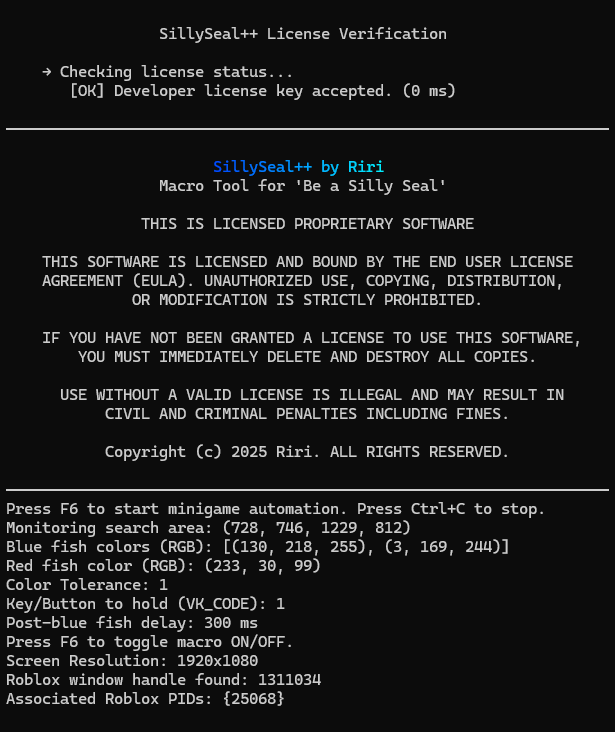 SillySeal++ License Verification
→ Checking license status...
[OK] Developer license key accepted. (0 ms)
SillySeal++ by Riri
Macro Tool for 'Be a Silly Seal'
THIS IS LICENSED PROPRIETARY SOFTWARE
THIS SOFTWARE IS LICENSED AND BOUND BY THE END USER LICENSE
AGREEMENT (EULA). UNAUTHORIZED USE, COPYING, DISTRIBUTION,
OR MODIFICATION IS STRICTLY PROHIBITED.
IF YOU HAVE NOT BEEN GRANTED A LICENSE TO USE THIS SOFTWARE,
YOU MUST IMMEDIATELY DELETE AND DESTROY ALL COPIES.
USE WITHOUT A VALID LICENSE IS ILLEGAL AND MAY RESULT IN
CIVIL AND CRIMINAL PENALTIES INCLUDING FINES.
Copyright (c) 2025 Riri. ALL RIGHTS RESERVED.
Press F6 to start minigame automation. Press Ctrl+C to stop.
Monitoring search area: (728, 746, 1229, 812)
Blue fish colors (RGB): [(130, 218, 255), (3, 169, 244)]
Red fish color (RGB): (233, 30, 99)
Color Tolerance: 1
Key/Button to hold (VK_CODE): 1
Post-blue fish delay: 300 ms
Press F6 to toggle macro ON/OFF.
Screen Resolution: 1920x1080
Roblox window handle found: 1311034
Associated Roblox PIDs: {25068}